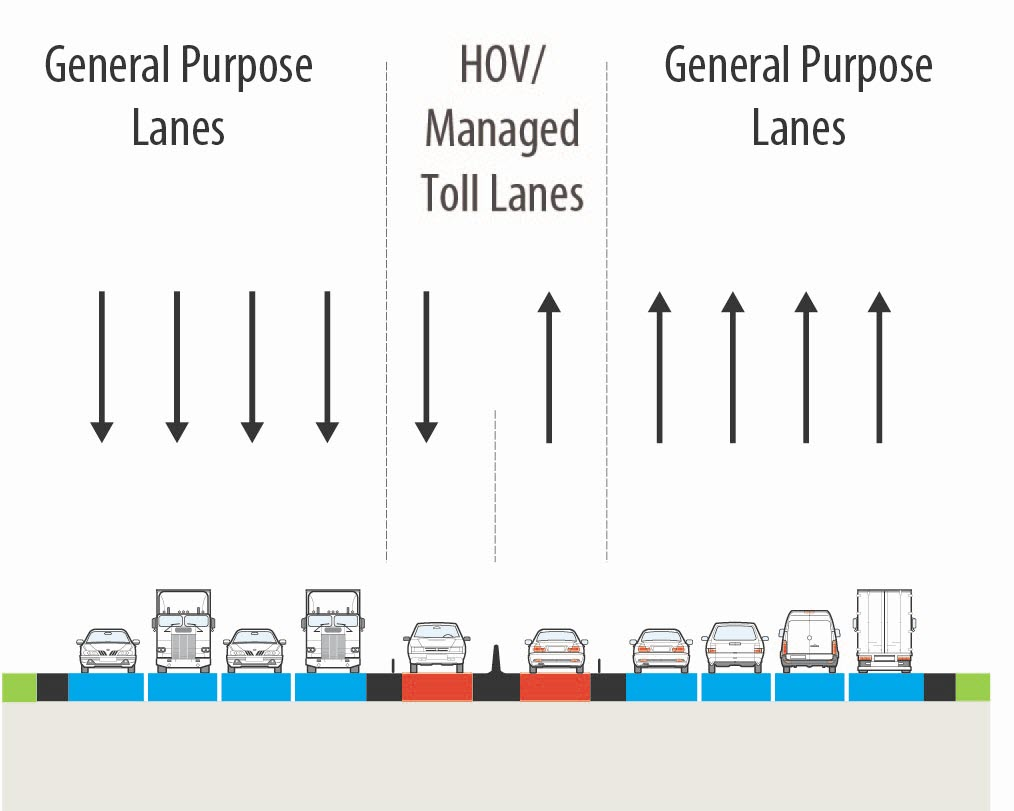 General Purpose
Lanes
HOV/
Managed
Toll Lanes
General Purpose
Lanes